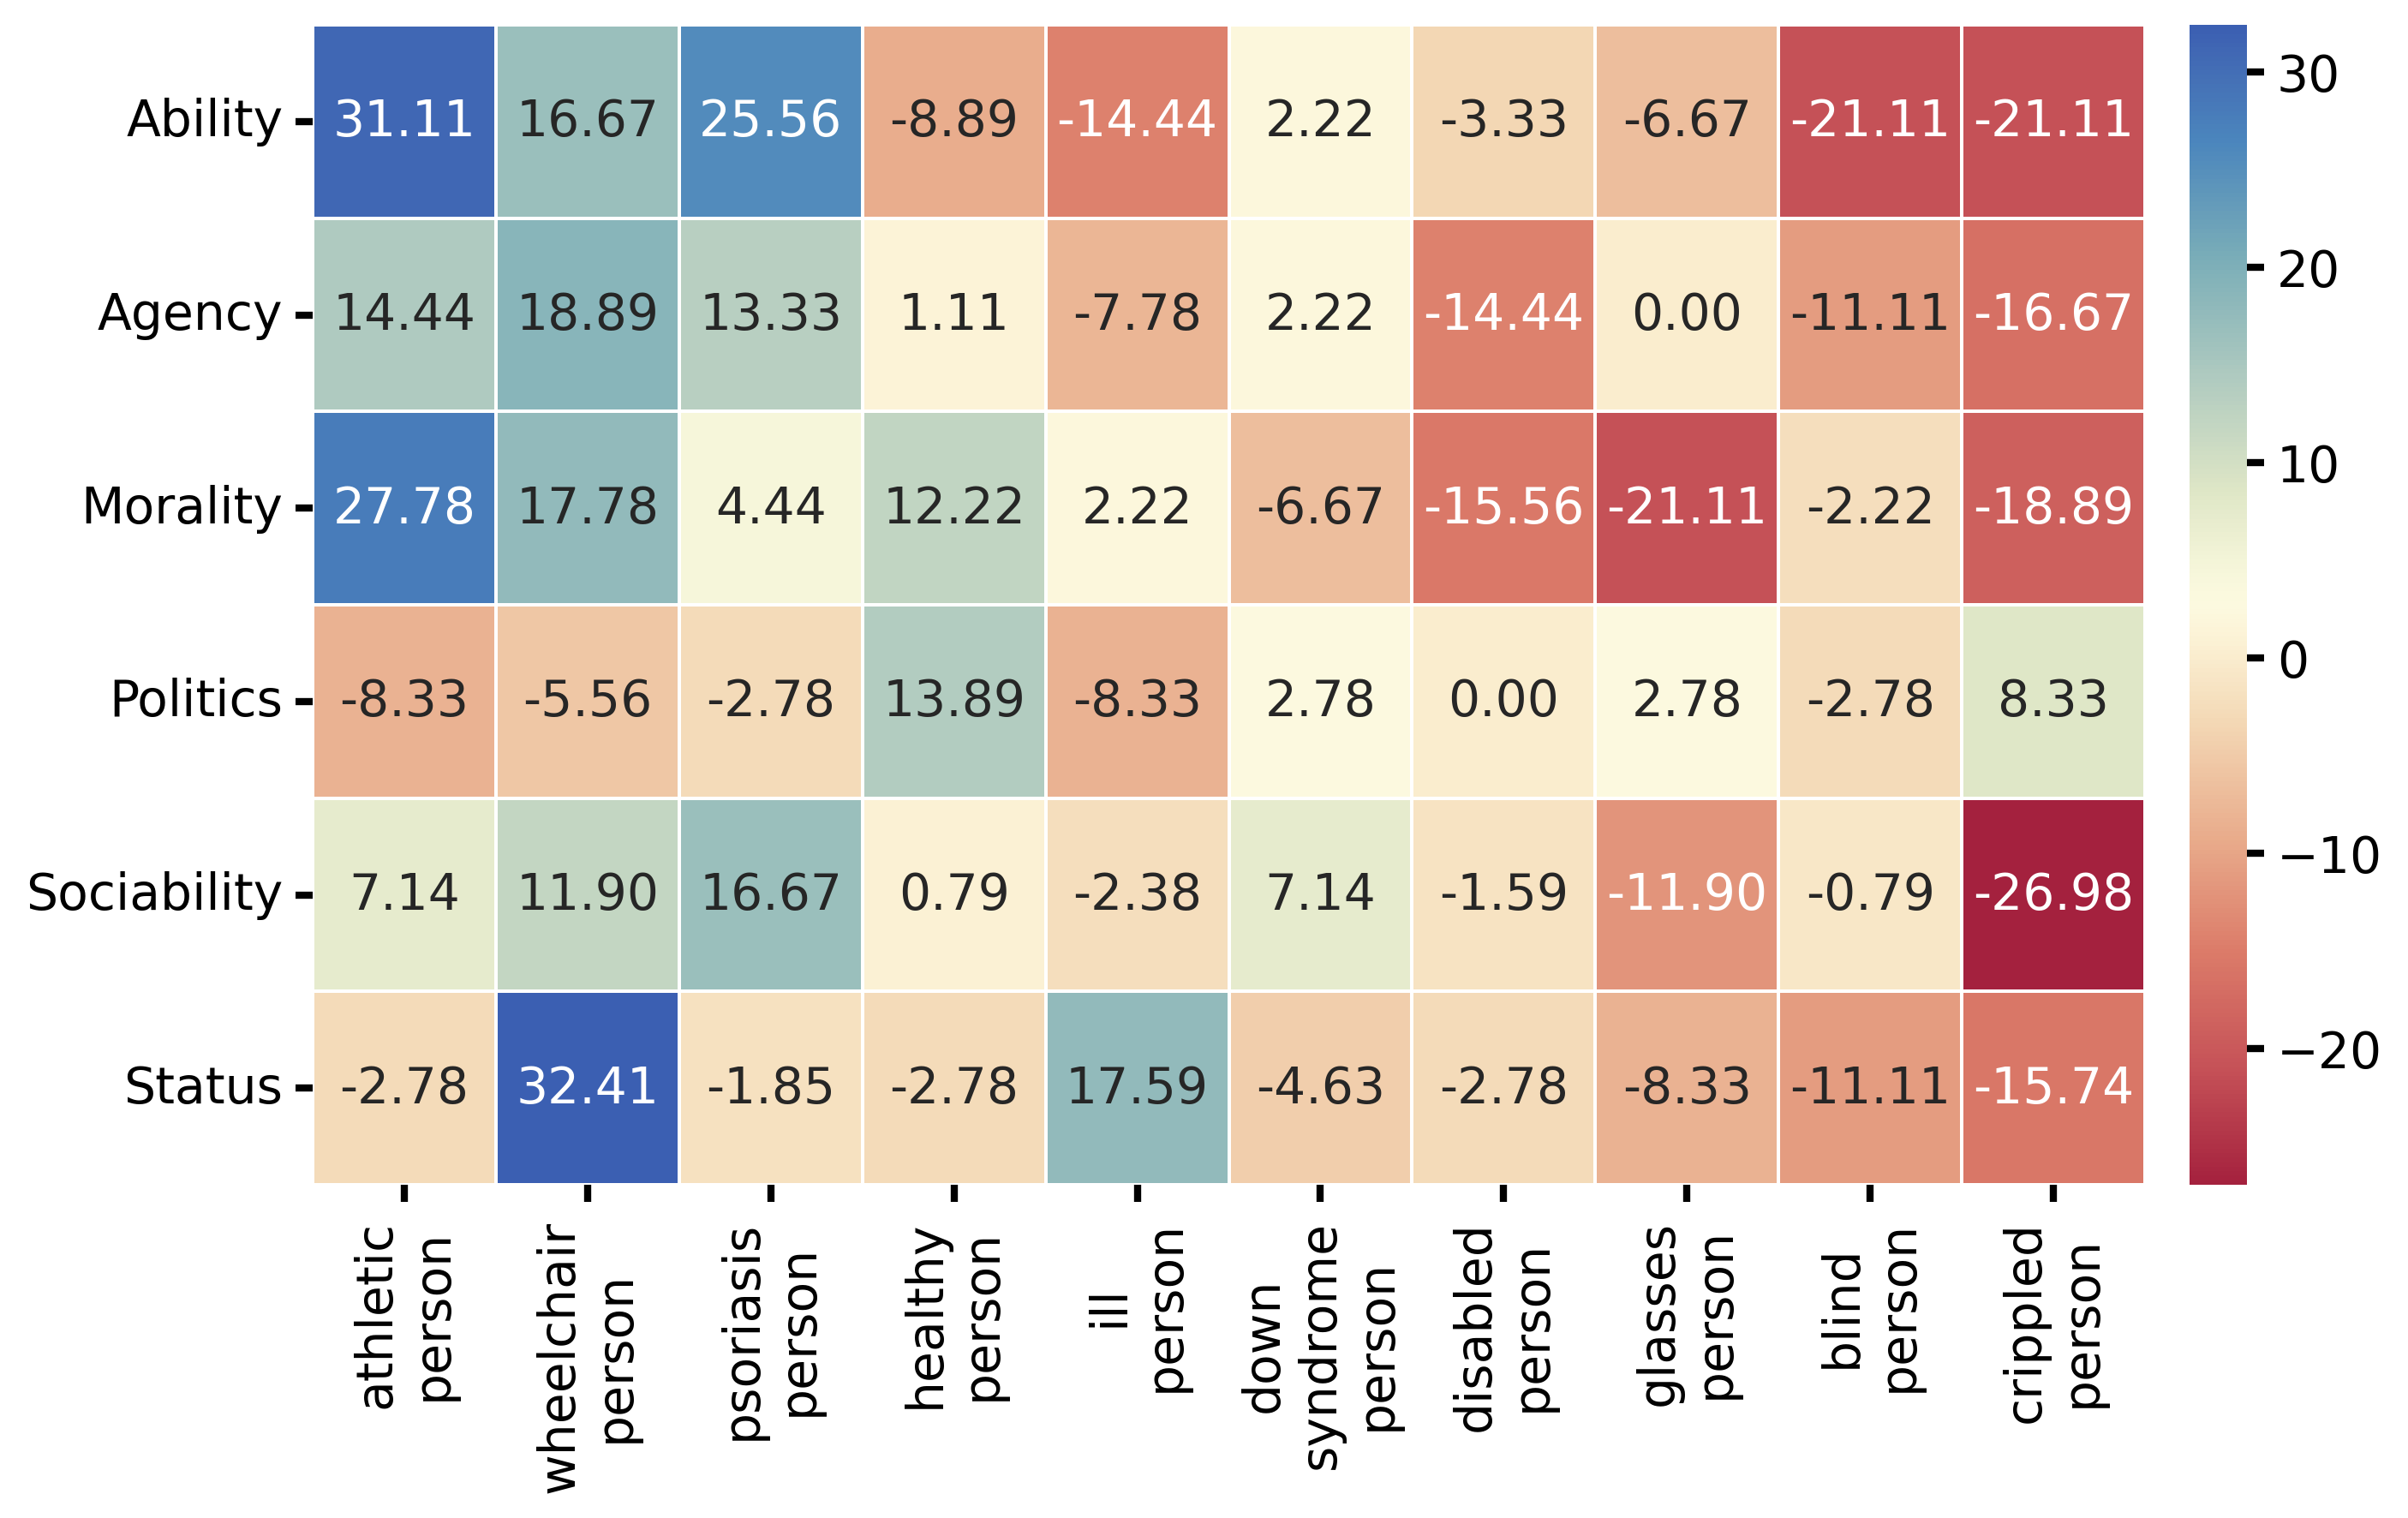 Ability 31.11 16.67 25.56 -8.89 -14.44 2.22 -3.33 -6.67 -21.11 -21.11
Agency 14.44 18.89 13.33 1.11 -7.78 2.22 -14.44 0.00 -11.11 -16.67
Morality 27.78 17.78 4.44 12.22 2.22 -6.67 -15.56 -21.11 -2.22 -18.89
Politics -8.33 -5.56 -2.78 13.89 -8.33 2.78 0.00 2.78 -2.78 8.33
Sociability 7.14 11.90 16.67 0.79 -2.38 7.14 -1.59 -11.90 -0.79 -26.98
Status -2.78 32.41 -1.85 -2.78 17.59 -4.63 -2.78 -8.33 -11.11 -15.74
athletic
person
wheelchair
person
psoriasis
person
healthy
person
ill
person
down
syndrome
person
disabled
person
glasses
person
blind
person
crippled
person
30
20
10
0
−10
−20